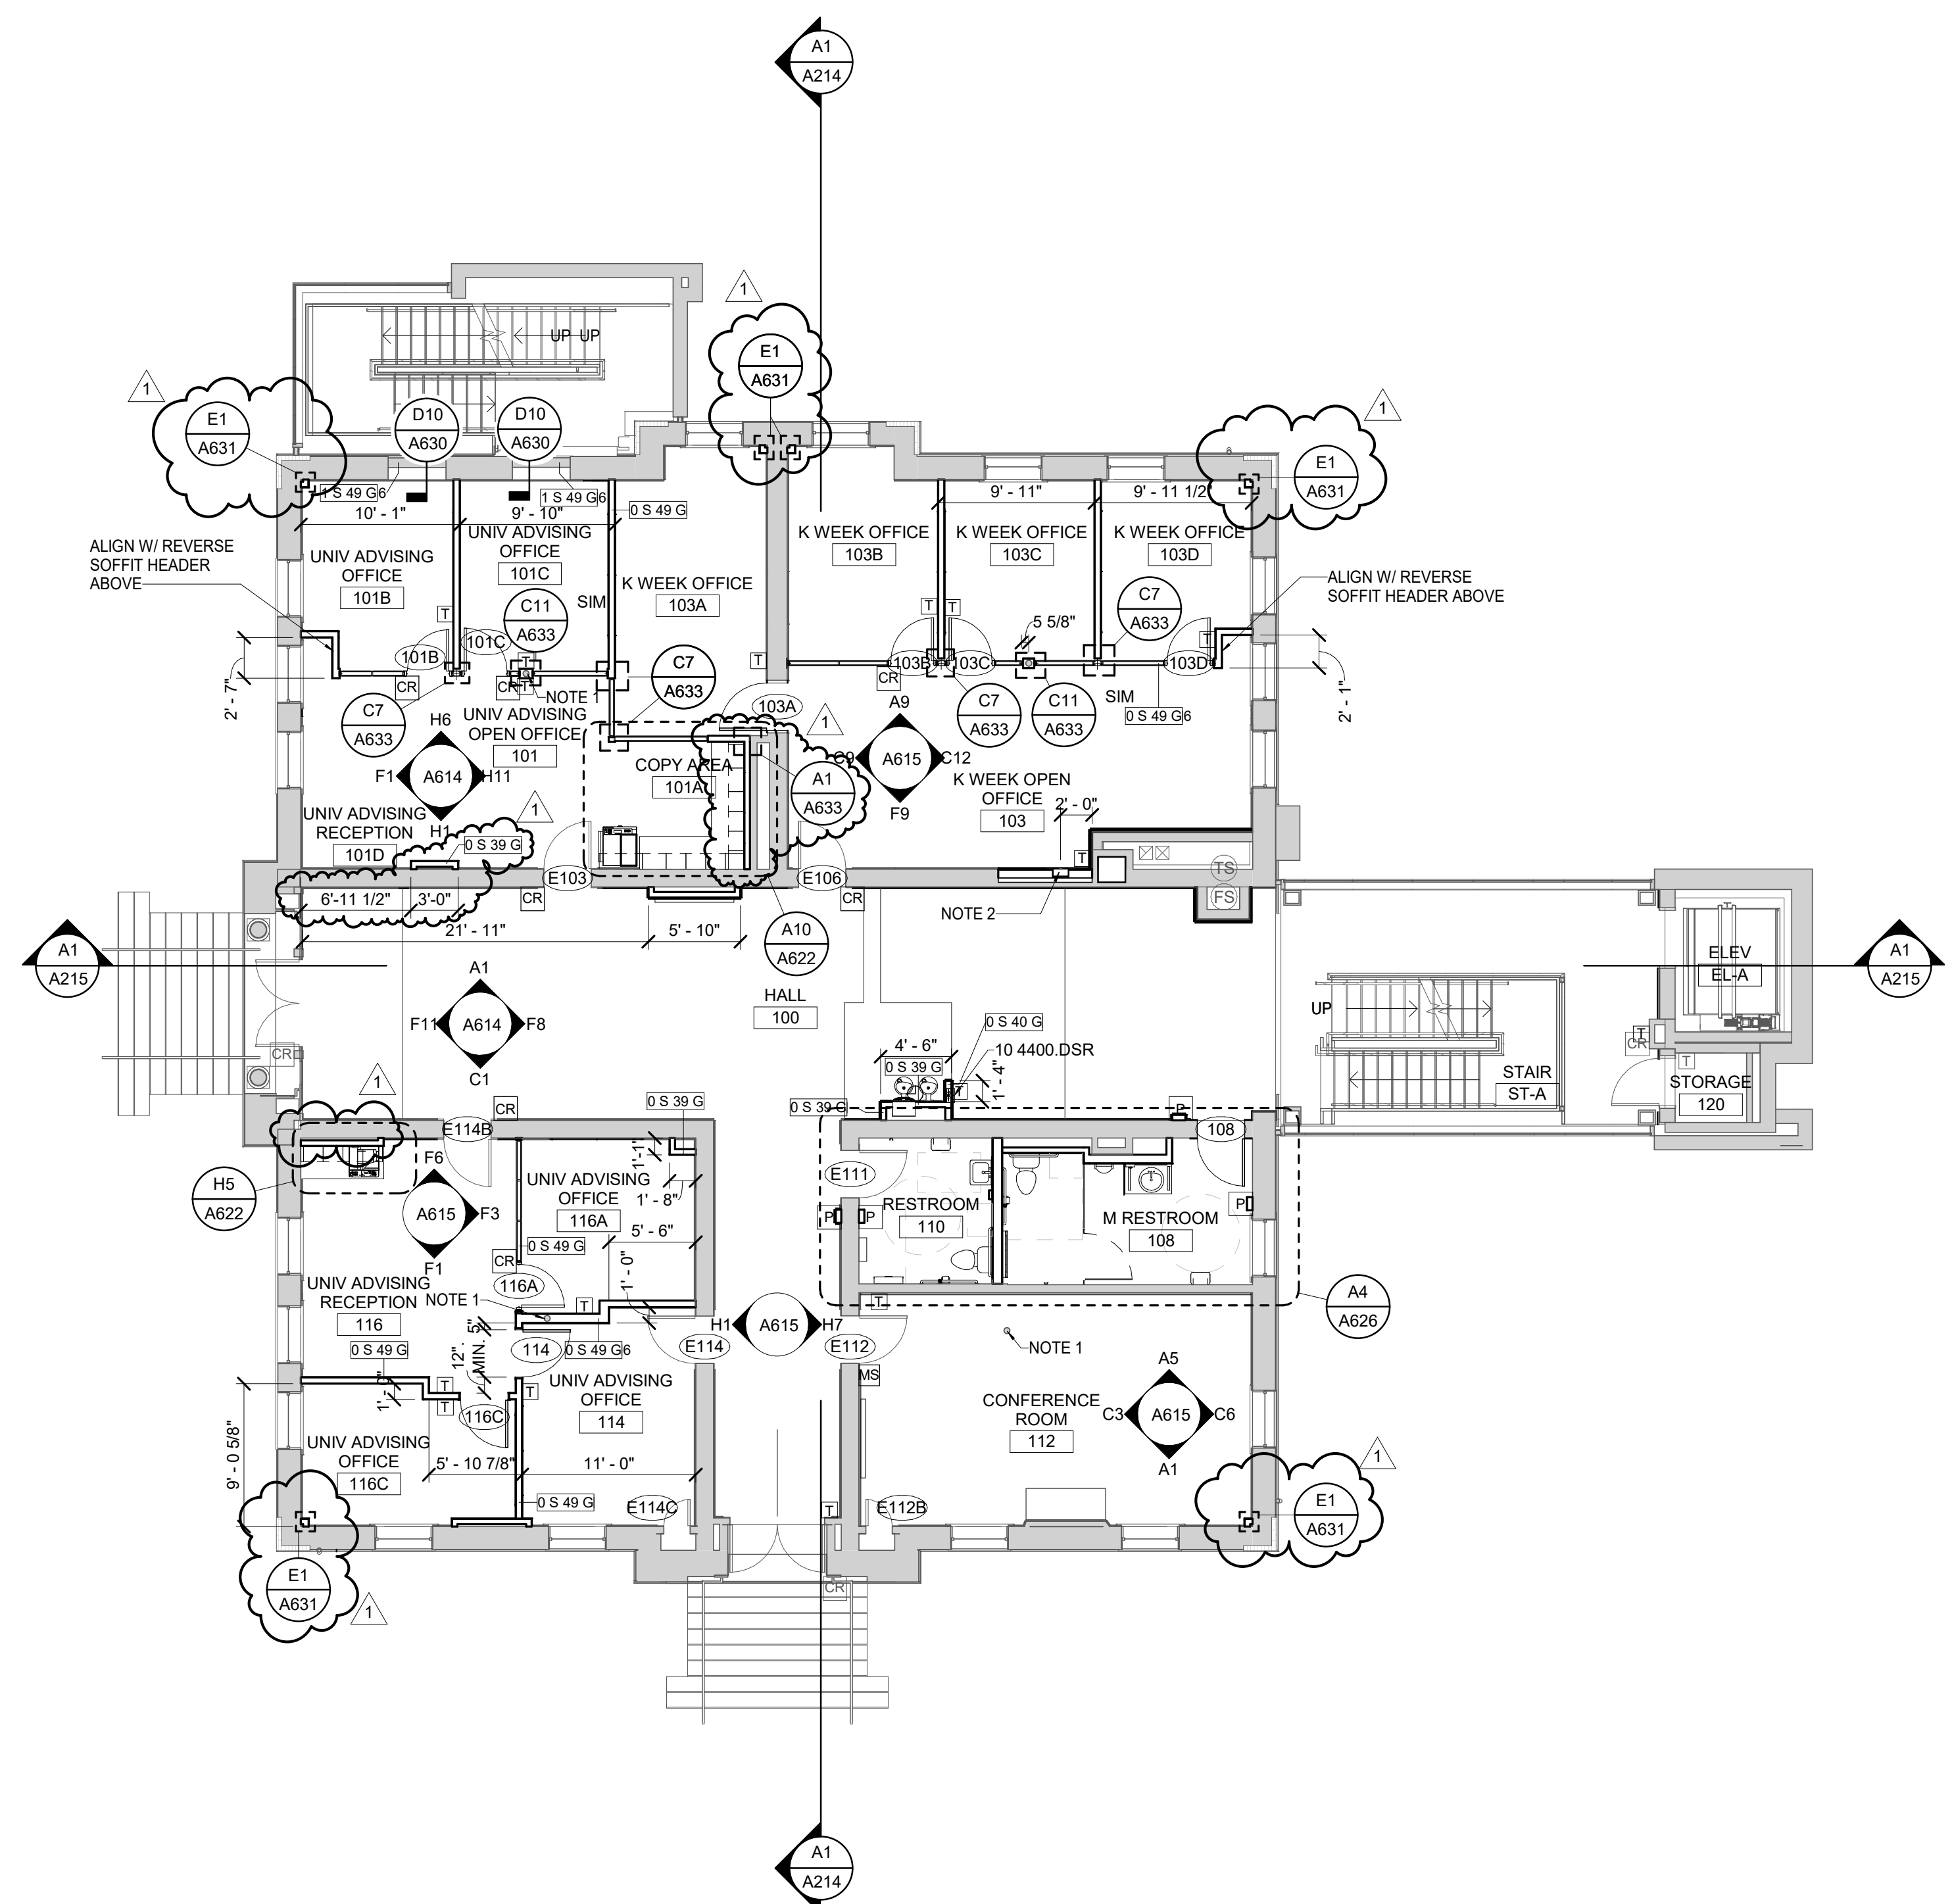 A1
A214
1
E1
A631
1
E1
A631
UP UP
D10
A630
D10
A630
1
E1
A631
1 S 49 G6
1 S 49 G6
0 S 49 G
10' - 1"
9' - 10"
9' - 11"
9' - 11 1/2"
ALIGN W/ REVERSE
SOFFIT HEADER
ABOVE
UNIV ADVISING
OFFICE
101B
UNIV ADVISING
OFFICE
101C
K WEEK OFFICE
103A
K WEEK OFFICE
103B
K WEEK OFFICE
103C
K WEEK OFFICE
103D
ALIGN W/ REVERSE
SOFFIT HEADER ABOVE
C11
A633
SIM
C7
A633
T
T
T
5 5/8"
101B
101C
T
T
103B
103C
103D
T
CR
CR
T
NOTE
C7
A633
CR
2' - 7"
2' - 1"
C7
A633
103A
1
C7
A633
C11
A633
SIM
0 S 49 G6
UNIV ADVISING
OPEN OFFICE
101
H6
F1
A614
H11
H1
A9
C9
A615
C12
F9
COPY AREA
101A
A1
A633
K WEEK OPEN
OFFICE
103
2' - 0"
UNIV ADVISING
RECEPTION
101D
1
0 S 39 G
T
TS
FS
E103
E106
6'-11 1/2"
3'-0"
CR
CR
NOTE 2
21' - 11"
5' - 10"
A10
A622
A1
A215
ELEV
EL-A
A1
A215
HALL
100
A1
F11
A614
F8
C1
CR
UP
0 S 40 G
10 4400.DSR
4' - 6"
0 S 39 G
T
1' - 4"
T
CR
T
STAIR
ST-A
STORAGE
120
1
CR
0 S 39 G
0 S 39 G
P
E114B
108
H5
A622
F6
A615
F3
F1
UNIV ADVISING
OFFICE
116A
1'-1"
1' - 8"
5' - 6"
E111
RESTROOM
110
M RESTROOM
108
P
P
P
0 S 49 G
CR
116A
1' - 0"
UNIV ADVISING
RECEPTION
116
NOTE 1
T
T
A4
A626
0 S 49 G
5"
12"
MIN.
114
0 S 49 G6
E114
H1
A615
H7
E112
NOTE 1
MS
T
T
T
116C
UNIV ADVISING
OFFICE
114
CONFERENCE
ROOM
112
A5
C3
A615
C6
A1
9' - 0 5/8"
UNIV ADVISING
OFFICE
116C
5' - 10 7/8"
11' - 0"
0 S 49 G
E114C
T
E112B
1
E1
A631
E1
A631
1
CR
A1
A214